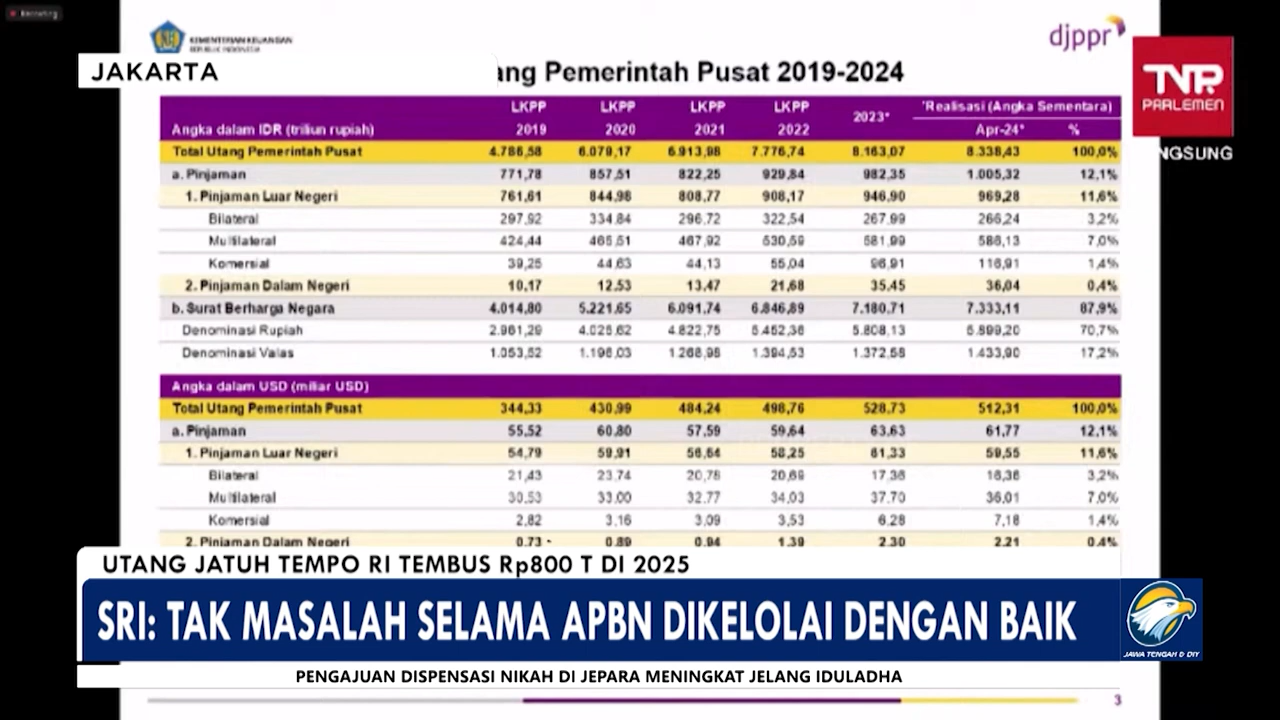 Recording
KEMENTERIAN KEUANGAN
REPUBLIK INDONESIA
djppr
JAKARTA
ang Pemerintah Pusat 2019-2024
TVR
PARLEMEN
NGSUNG
Angka dalam IDR (triliun rupiah) LKPP 2019 LKPP 2020 LKPP 2021 LKPP 2022 2023* *Realisasi (Angka Sementara) Apr-24* %
Total Utang Pemerintah Pusat 4.786,58 6.079,17 6.913,98 7.776,74 8.163,07 8.338,43 100,0%
a. Pinjaman 771,78 857,51 822,25 929,84 982,35 1.005,32 12,1%
1. Pinjaman Luar Negeri 761,61 844,98 808,77 908,17 946,90 969,28 11,6%
Bilateral 297,92 334,84 296,72 322,54 267,99 266,24 3,2%
Multilateral 424,44 465,51 467,92 530,59 581,99 586,13 7,0%
Komersial 39,25 44,63 44,13 55,04 96,91 116,91 1,4%
2. Pinjaman Dalam Negeri 10,17 12,53 13,47 21,68 35,45 36,04 0,4%
b. Surat Berharga Negara 4.014,80 5.221,65 6.091,74 6.846,89 7.180,71 7.333,11 87,9%
Denominasi Rupiah 2.961,29 4.025,62 4.822,75 5.452,36 5.808,13 5.899,20 70,7%
Denominasi Valas 1.053,52 1.196,03 1.268,98 1.394,53 1.372,58 1.433,90 17,2%
Angka dalam USD (miliar USD)
Total Utang Pemerintah Pusat 344,33 430,99 484,24 498,76 528,73 512,31 100,0%
a. Pinjaman 55,52 60,80 57,59 59,64 63,63 61,77 12,1%
1. Pinjaman Luar Negeri 54,79 59,91 56,64 58,25 61,33 59,55 11,6%
Bilateral 21,43 23,74 20,78 20,69 17,36 16,36 3,2%
Multilateral 30,53 33,00 32,77 34,03 37,70 36,01 7,0%
Komersial 2,82 3,16 3,09 3,53 6,28 7,18 1,4%
2. Pinjaman Dalam Negeri 0,73 0,89 0,94 1,39 2,30 2,21 0,4%
UTANG JATUH TEMPO RI TEMBUS Rp800 T DI 2025
SRI: TAK MASALAH SELAMA APBN DIKELOLAI DENGAN BAIK
JAWA TENGAH & DIY
PENGAJUAN DISPENSASI NIKAH DI JEPARA MENINGKAT JELANG IDULADHA
3